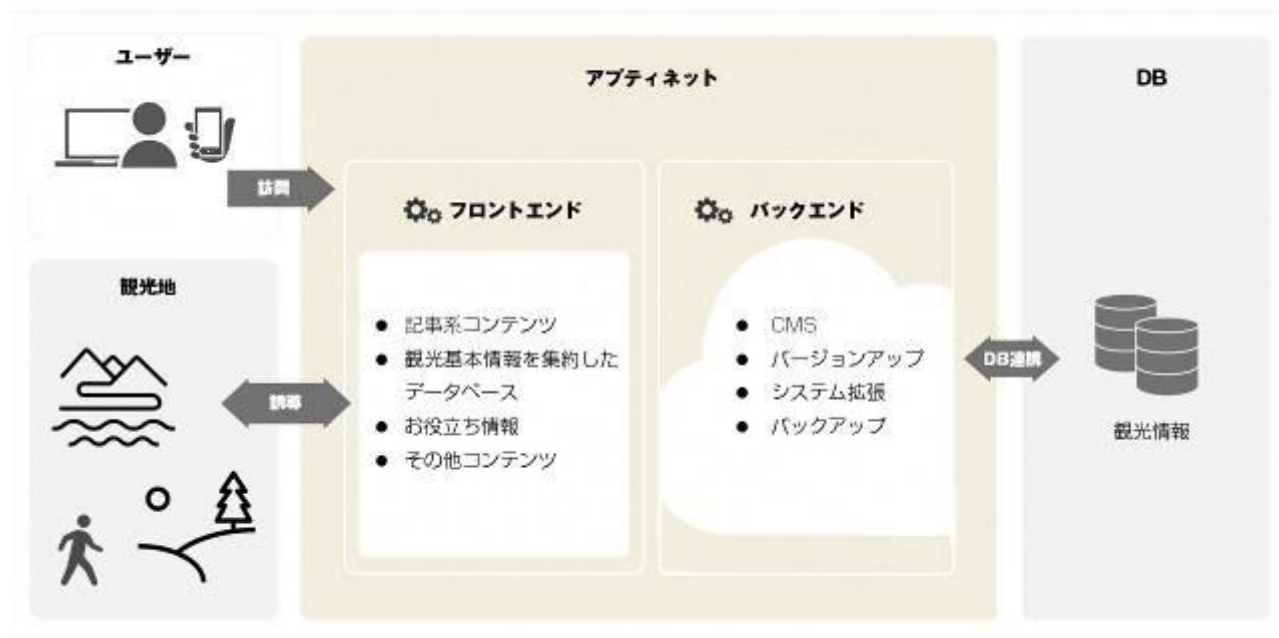 ユーザー
訪問
観光地
誘導
アプティネット
フロントエンド
● 記事系コンテンツ
● 観光基本情報を集約した
データベース
● お役立ち情報
● その他コンテンツ
バックエンド
● CMS
● バージョンアップ
● システム拡張
● バックアップ
DB連携
DB
観光情報